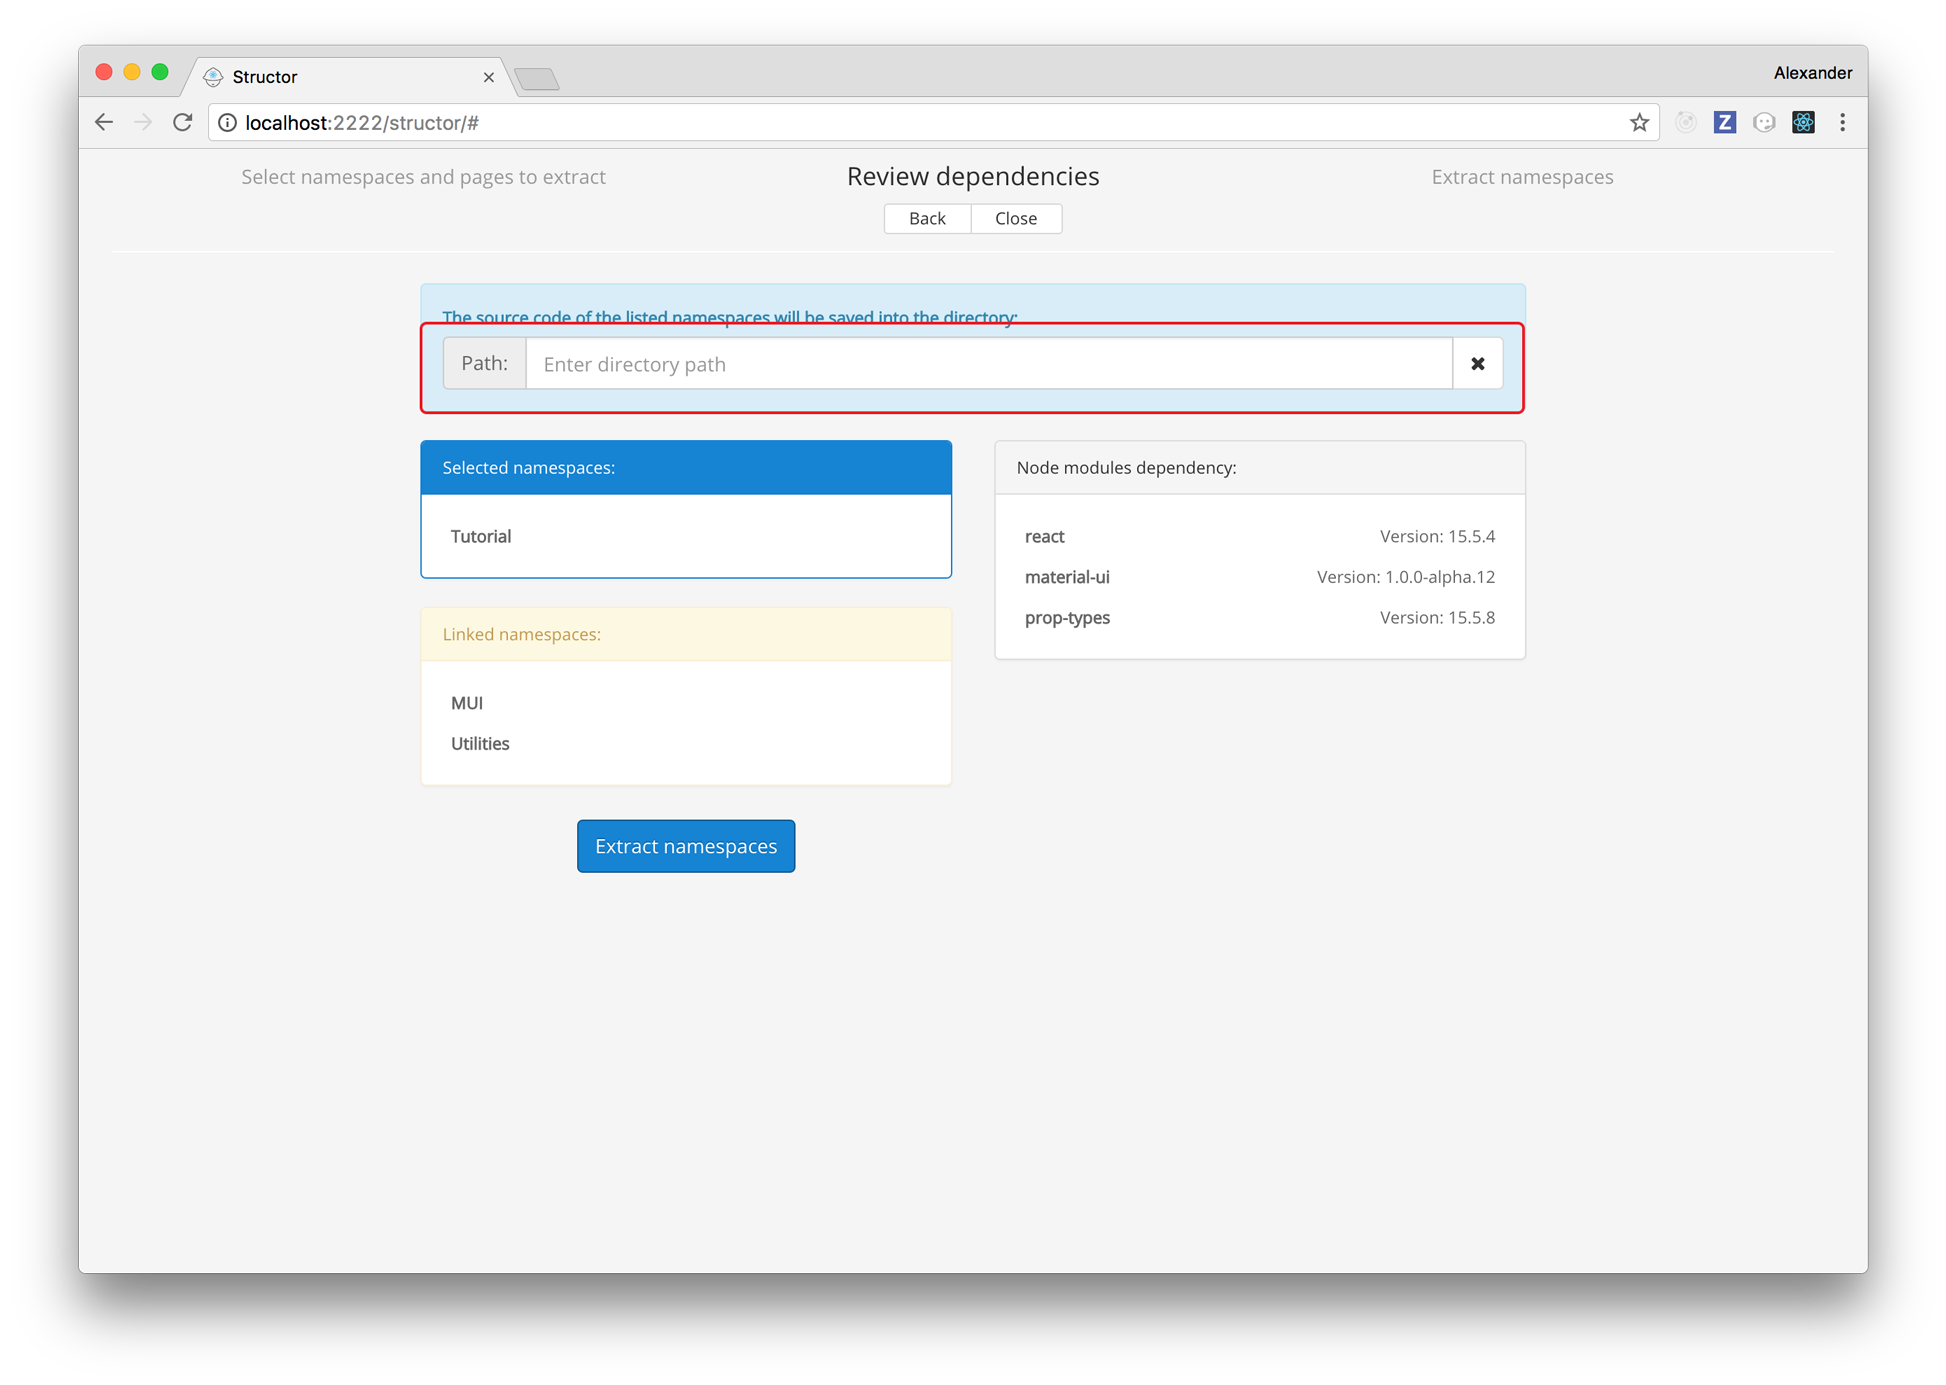 Structor
Alexander
localhost:2222/structor/#
Z
Select namespaces and pages to extract
Review dependencies
Extract namespaces
Back
Close
The source code of the listed namespaces will be saved into the directory:
Path:
Enter directory path
Selected namespaces:
Tutorial
Linked namespaces:
MUI
Utilities
Node modules dependency:
react Version: 15.5.4
material-ui Version: 1.0.0-alpha.12
prop-types Version: 15.5.8
Extract namespaces